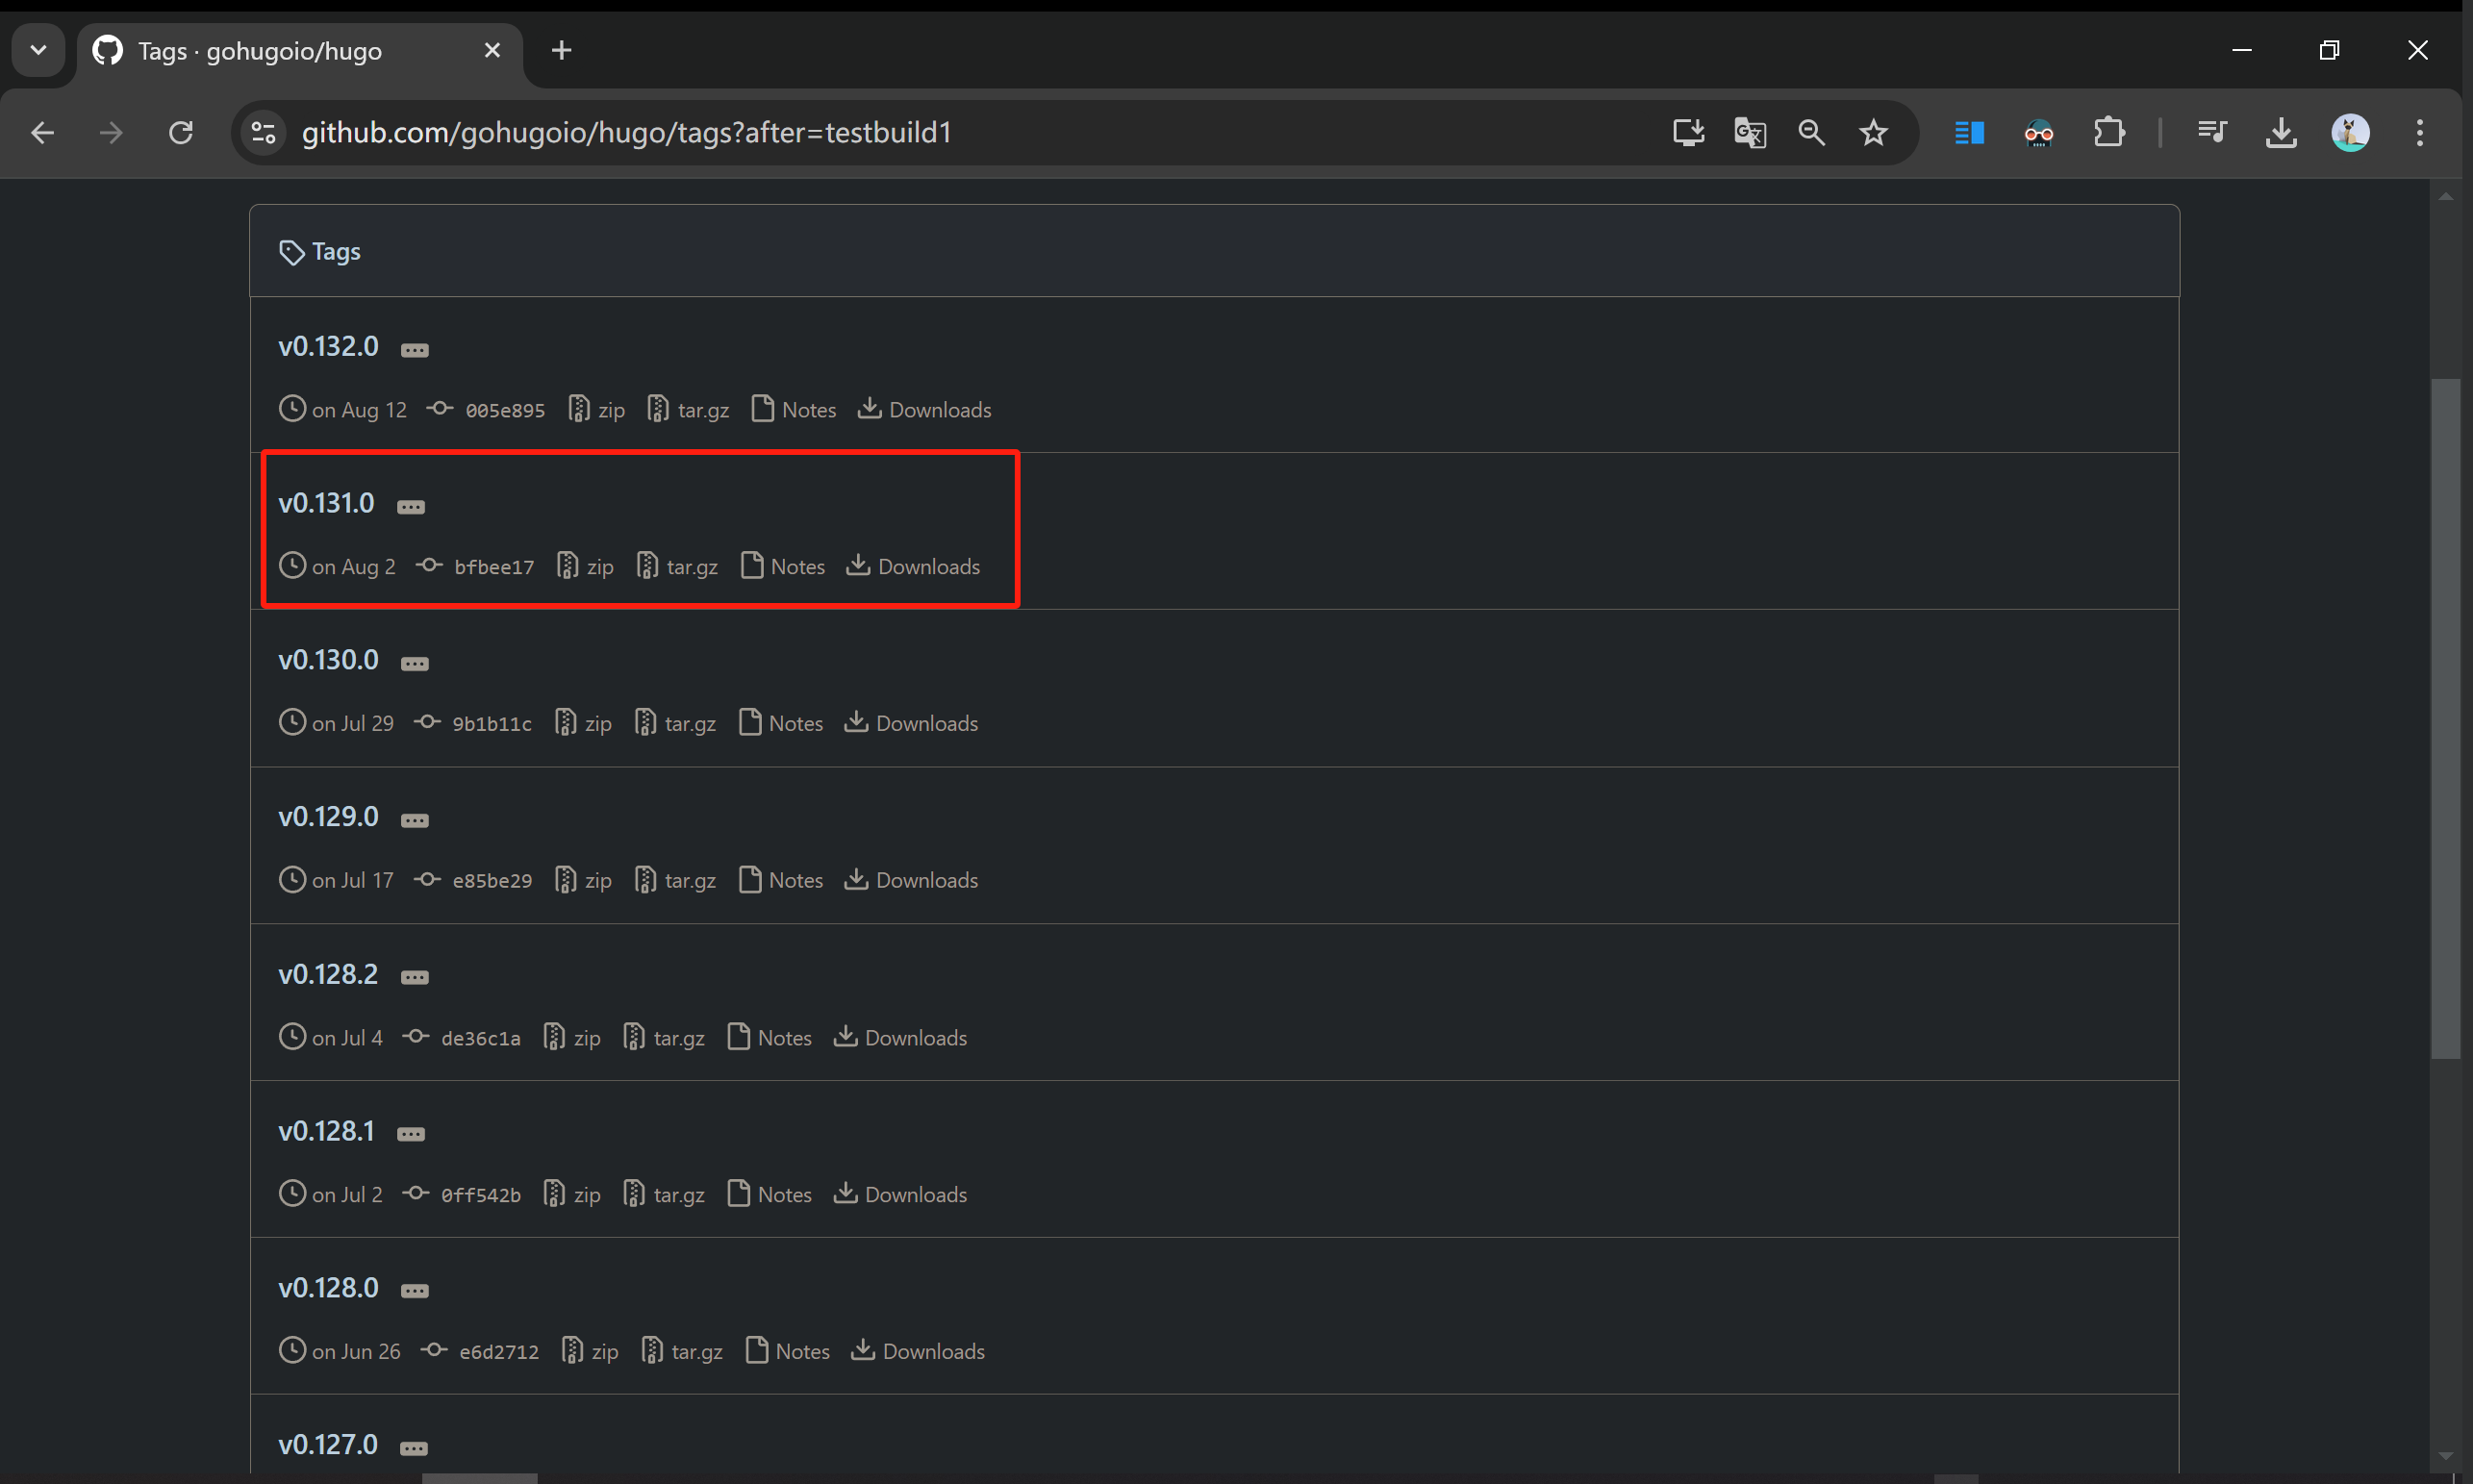 Tags · gohugoio/hugo
github.com/gohugoio/hugo/tags?after=testbuild1
Tags
v0.132.0
on Aug 12 005e895 zip tar.gz Notes Downloads
v0.131.0
on Aug 2 bfbee17 zip tar.gz Notes Downloads
v0.130.0
on Jul 29 9b1b11c zip tar.gz Notes Downloads
v0.129.0
on Jul 17 e85be29 zip tar.gz Notes Downloads
v0.128.2
on Jul 4 de36c1a zip tar.gz Notes Downloads
v0.128.1
on Jul 2 0ff542b zip tar.gz Notes Downloads
v0.128.0
on Jun 26 e6d2712 zip tar.gz Notes Downloads
v0.127.0